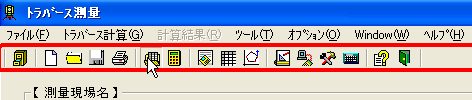 トラバース測量
ファイル(F) トラバース計算(G) 計算結果(R) ツール(T) オプション(O) Window(W) ヘルプ(H)
【 測量現場名 】